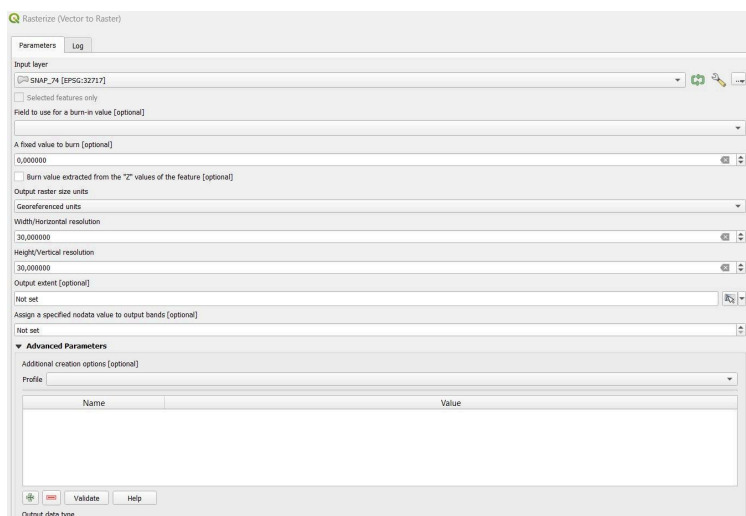 Rasterize (Vector to Raster)
Parameters Log
Input layer
SNAP_74 [EPSG:32717]
Selected features only
Field to use for a burn-in value [optional]
A fixed value to burn [optional]
0,000000
Burn value extracted from the "Z" values of the feature [optional]
Output raster size units
Georeferenced units
Width/Horizontal resolution
30,000000
Height/Vertical resolution
30,000000
Output extent [optional]
Not set
Assign a specified nodata value to output bands [optional]
Not set
Advanced Parameters
Additional creation options [optional]
Profile
Name Value
Validate Help
Output data type